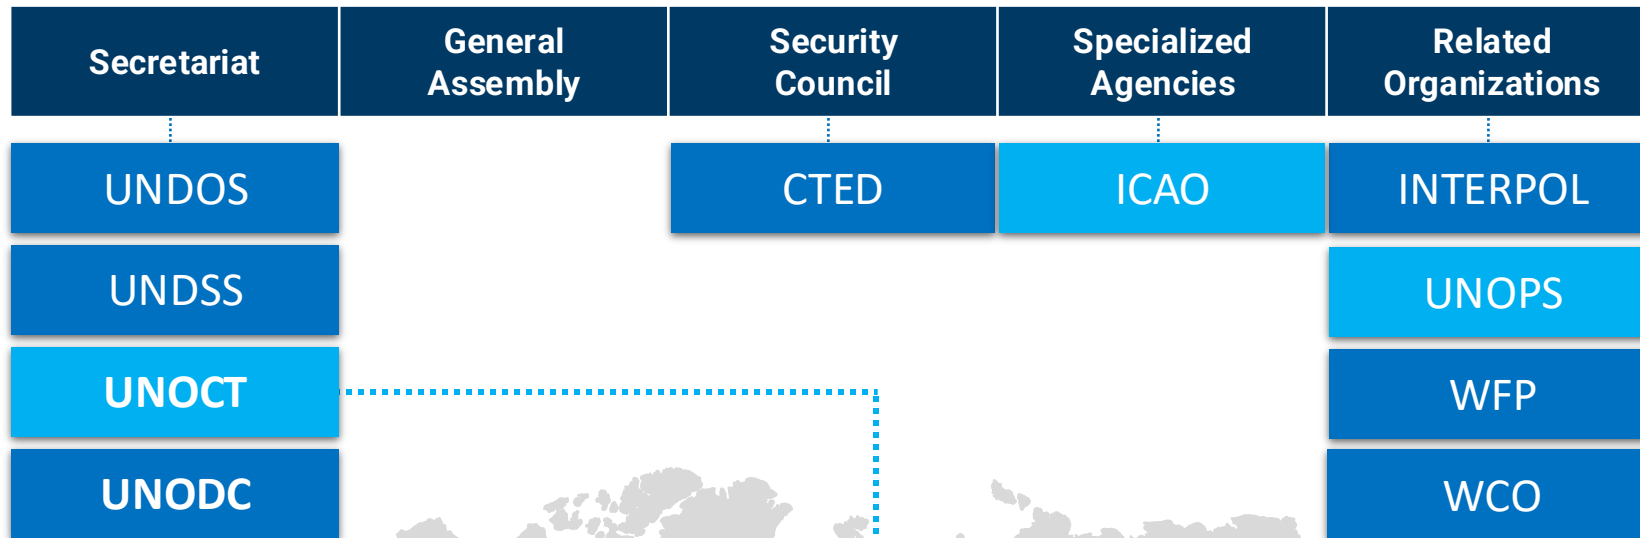 Secretariat
General
Assembly
Security
Council
Specialized
Agencies
Related
Organizations
UNDOS
CTED
ICAO
INTERPOL
UNDSS
UNOPS
UNOCT
WFP
UNODC
WCO